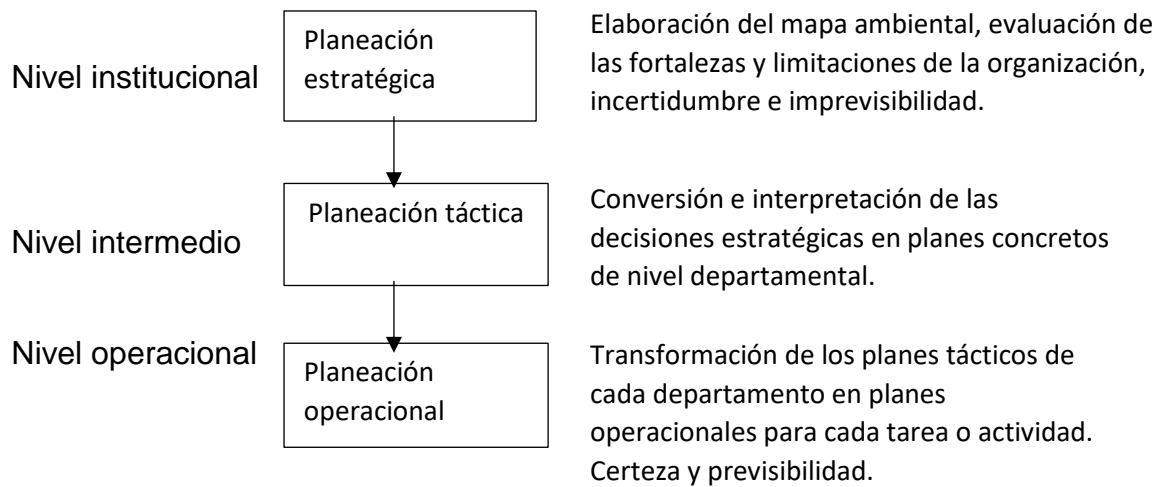 Nivel institucional
Planeación
estratégica
Elaboración del mapa ambiental, evaluación de
las fortalezas y limitaciones de la organización,
incertidumbre e imprevisibilidad.
Nivel intermedio
Planeación táctica
Conversión e interpretación de las
decisiones estratégicas en planes concretos
de nivel departamental.
Nivel operacional
Planeación
operacional
Transformación de los planes tácticos de
cada departamento en planes
operacionales para cada tarea o actividad.
Certeza y previsibilidad.